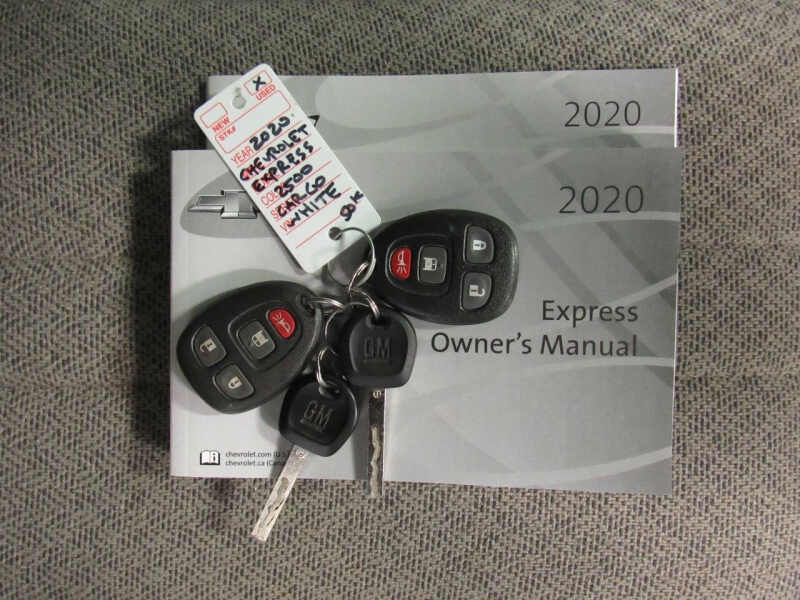 2020
2020
Express
Owner's Manual
chevrolet.com (U.S.)
chevrolet.ca (Cana
NEW
USED
STK#
YEAR 2020
CHEVROLET
EXPRESS
2500
CARGO
WHITE
GM
GM